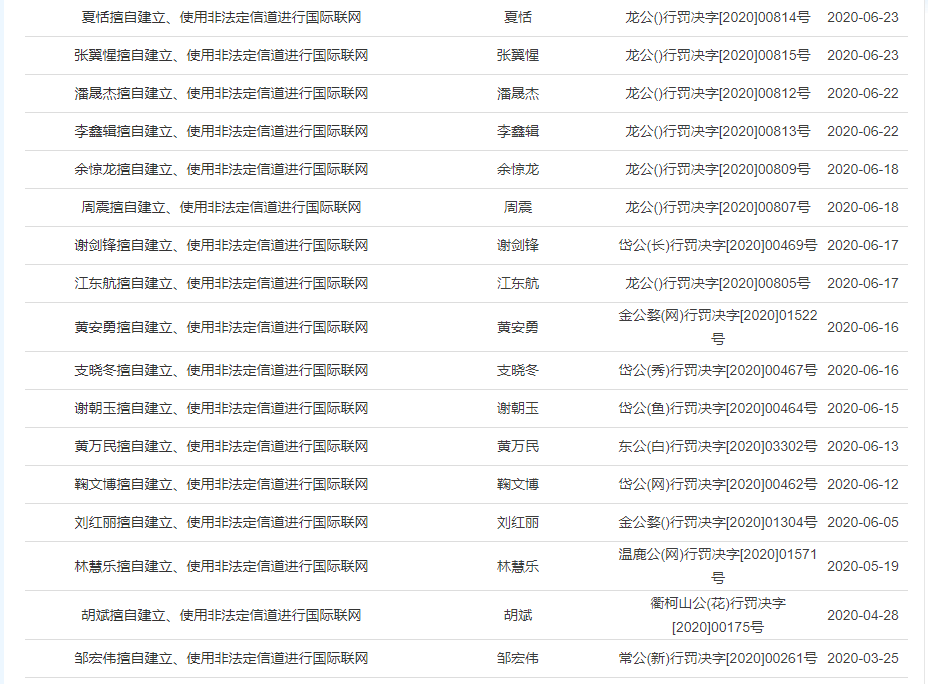 夏恬擅自建立、使用非法定信道进行国际联网 夏恬 龙公()行罚决字[2020]00814号 2020-06-23
张翼惺擅自建立、使用非法定信道进行国际联网 张翼惺 龙公()行罚决字[2020]00815号 2020-06-23
潘晟杰擅自建立、使用非法定信道进行国际联网 潘晟杰 龙公()行罚决字[2020]00812号 2020-06-22
李鑫辑擅自建立、使用非法定信道进行国际联网 李鑫辑 龙公()行罚决字[2020]00813号 2020-06-22
余惊龙擅自建立、使用非法定信道进行国际联网 余惊龙 龙公()行罚决字[2020]00809号 2020-06-18
周震擅自建立、使用非法定信道进行国际联网 周震 龙公()行罚决字[2020]00807号 2020-06-18
谢剑锋擅自建立、使用非法定信道进行国际联网 谢剑锋 岱公(长)行罚决字[2020]00469号 2020-06-17
江东航擅自建立、使用非法定信道进行国际联网 江东航 龙公()行罚决字[2020]00805号 2020-06-17
黄安勇擅自建立、使用非法定信道进行国际联网 黄安勇 金公婺(网)行罚决字[2020]01522
号 2020-06-16
支晓冬擅自建立、使用非法定信道进行国际联网 支晓冬 岱公(秀)行罚决字[2020]00467号 2020-06-16
谢朝玉擅自建立、使用非法定信道进行国际联网 谢朝玉 岱公(鱼)行罚决字[2020]00464号 2020-06-15
黄万民擅自建立、使用非法定信道进行国际联网 黄万民 东公(白)行罚决字[2020]03302号 2020-06-13
鞠文博擅自建立、使用非法定信道进行国际联网 鞠文博 岱公(网)行罚决字[2020]00462号 2020-06-12
刘红丽擅自建立、使用非法定信道进行国际联网 刘红丽 金公婺()行罚决字[2020]01304号 2020-06-05
林慧乐擅自建立、使用非法定信道进行国际联网 林慧乐 温鹿公(网)行罚决字[2020]01571
号 2020-05-19
胡斌擅自建立、使用非法定信道进行国际联网 胡斌 衢柯山公(花)行罚决字
[2020]00175号 2020-04-28
邹宏伟擅自建立、使用非法定信道进行国际联网 邹宏伟 常公(新)行罚决字[2020]00261号 2020-03-25